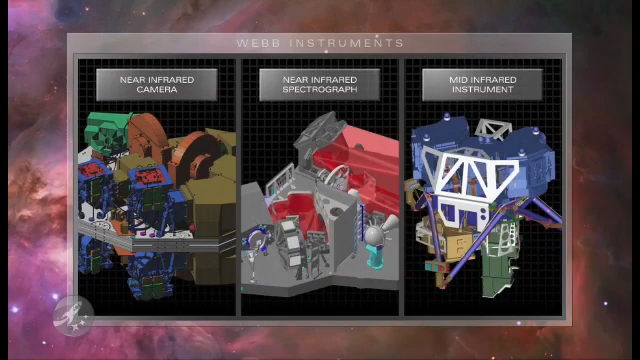 WEBB INSTRUMENTS
NEAR INFRARED
CAMERA
NEAR INFRARED
SPECTROGRAPH
MID INFRARED
INSTRUMENT